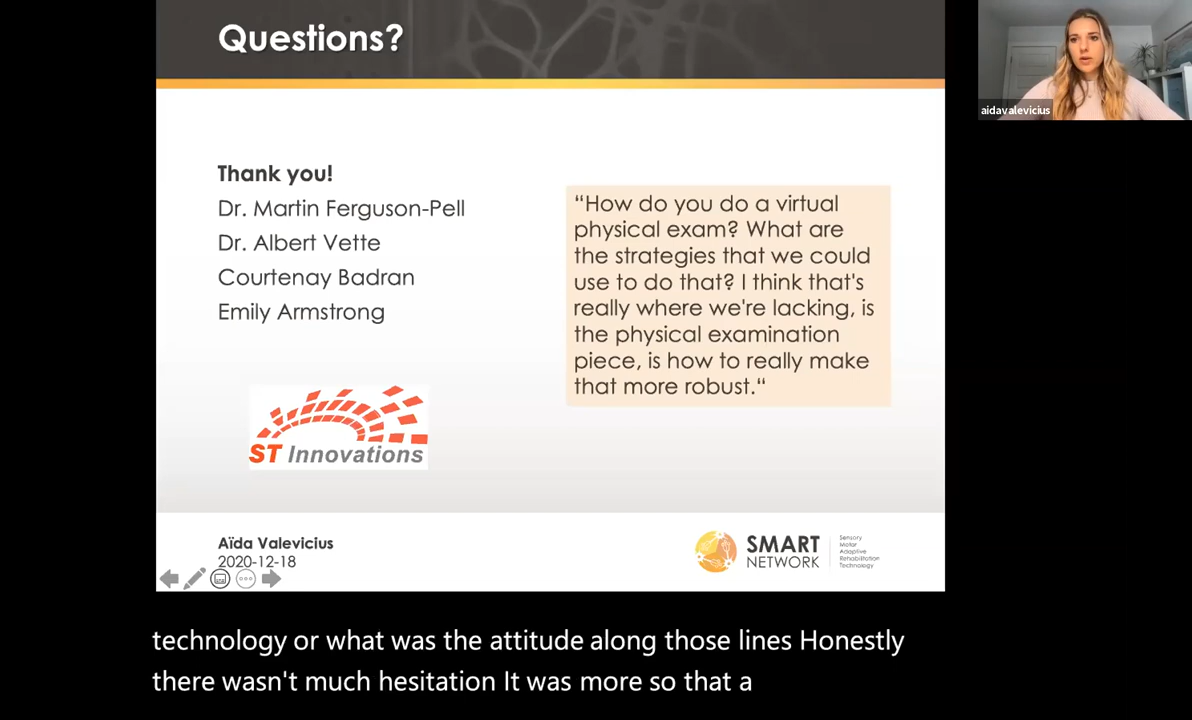 Questions?
aidavalevicius
Thank you!
Dr. Martin Ferguson-Pell
Dr. Albert Vette
Courtenay Badran
Emily Armstrong
“How do you do a virtual
physical exam? What are
the strategies that we could
use to do that? I think that's
really where we're lacking, is
the physical examination
piece, is how to really make
that more robust.“
ST Innovations
Aïda Valevicius
2020-12-18
SMART
NETWORK
Sensory
Motor
Adaptive
Rehabilitation
Technology
technology or what was the attitude along those lines Honestly
there wasn't much hesitation It was more so that a